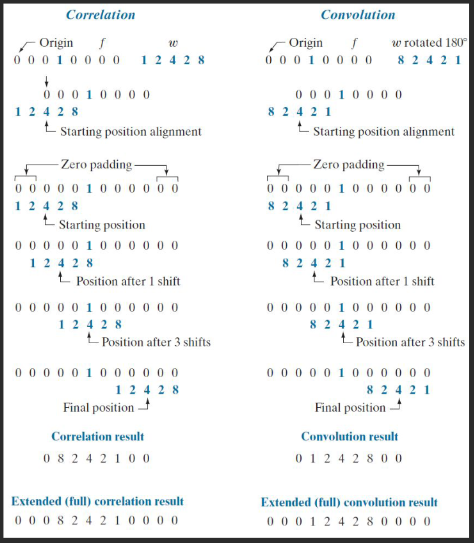 Correlation
Origin f w
0 0 0 1 0 0 0 0 1 2 4 2 8
0 0 0 1 0 0 0 0
1 2 4 2 8
Starting position alignment
Zero padding
0 0 0 0 0 1 0 0 0 0 0 0
1 2 4 2 8
Starting position
0 0 0 0 0 1 0 0 0 0 0 0
1 2 4 2 8
Position after 1 shift
0 0 0 0 0 1 0 0 0 0 0 0
1 2 4 2 8
Position after 3 shifts
0 0 0 0 0 1 0 0 0 0 0 0
1 2 4 2 8
Final position
Correlation result
0 8 2 4 2 1 0 0
Extended (full) correlation result
0 0 0 8 2 4 2 1 0 0 0 0
Convolution
Origin f w rotated 180°
0 0 0 1 0 0 0 0 8 2 4 2 1
0 0 0 1 0 0 0 0
8 2 4 2 1
Starting position alignment
Zero padding
0 0 0 0 0 1 0 0 0 0 0 0
8 2 4 2 1
Starting position
0 0 0 0 0 1 0 0 0 0 0 0
8 2 4 2 1
Position after 1 shift
0 0 0 0 0 1 0 0 0 0 0 0
8 2 4 2 1
Position after 3 shifts
0 0 0 0 0 1 0 0 0 0 0 0
8 2 4 2 1
Final position
Convolution result
0 1 2 4 2 8 0 0
Extended (full) convolution result
0 0 0 1 2 4 2 8 0 0 0 0